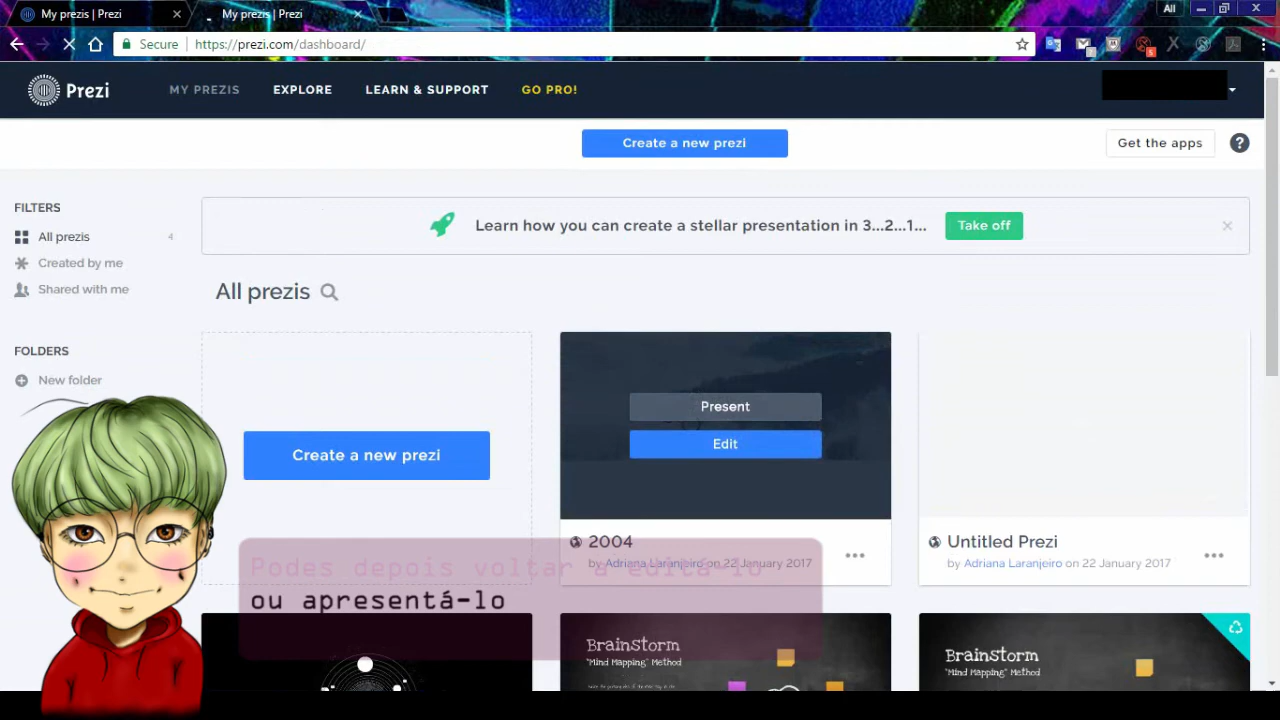 My prezis | Prezi
My prezis | Prezi
All
Secure
https://prezi.com/dashboard/
5
Prezi
MY PREZIS
EXPLORE
LEARN & SUPPORT
GO PRO!
Create a new prezi
Get the apps
?
FILTERS
All prezis
4
Created by me
Shared with me
FOLDERS
New folder
Learn how you can create a stellar presentation in 3...2...1...
Take off
All prezis
Create a new prezi
Present
Edit
2004
by Adriana Laranjeiro on 22 January 2017
Untitled Prezi
by Adriana Laranjeiro on 22 January 2017
Podes depois voltar a editá-lo
ou apresentá-lo
Brainstorm
"Mind Mapping" Method
Brainstorm
"Mind Mapping" Method